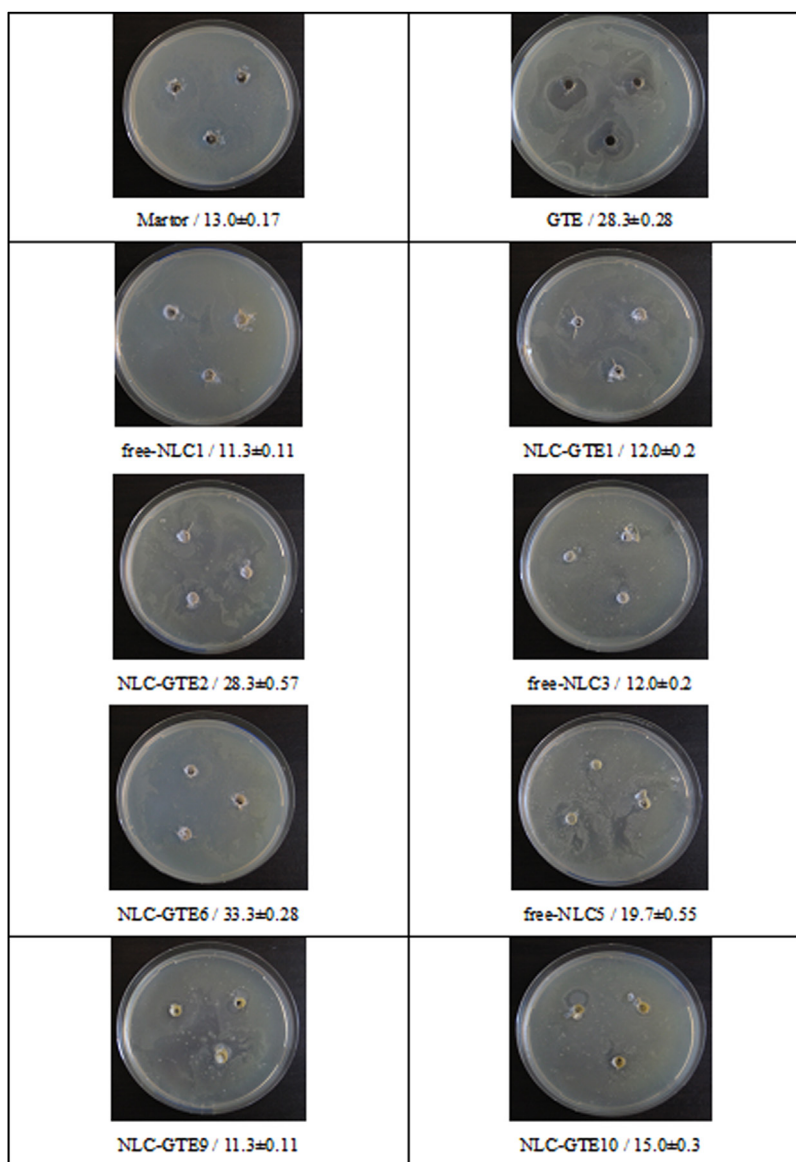 Martor / 13.0±0.17
GTE / 28.3±0.28
free-NLC1 / 11.3±0.11
NLC-GTE1 / 12.0±0.2
NLC-GTE2 / 28.3±0.57
free-NLC3 / 12.0±0.2
NLC-GTE6 / 33.3±0.28
free-NLC5 / 19.7±0.55
NLC-GTE9 / 11.3±0.11
NLC-GTE10 / 15.0±0.3